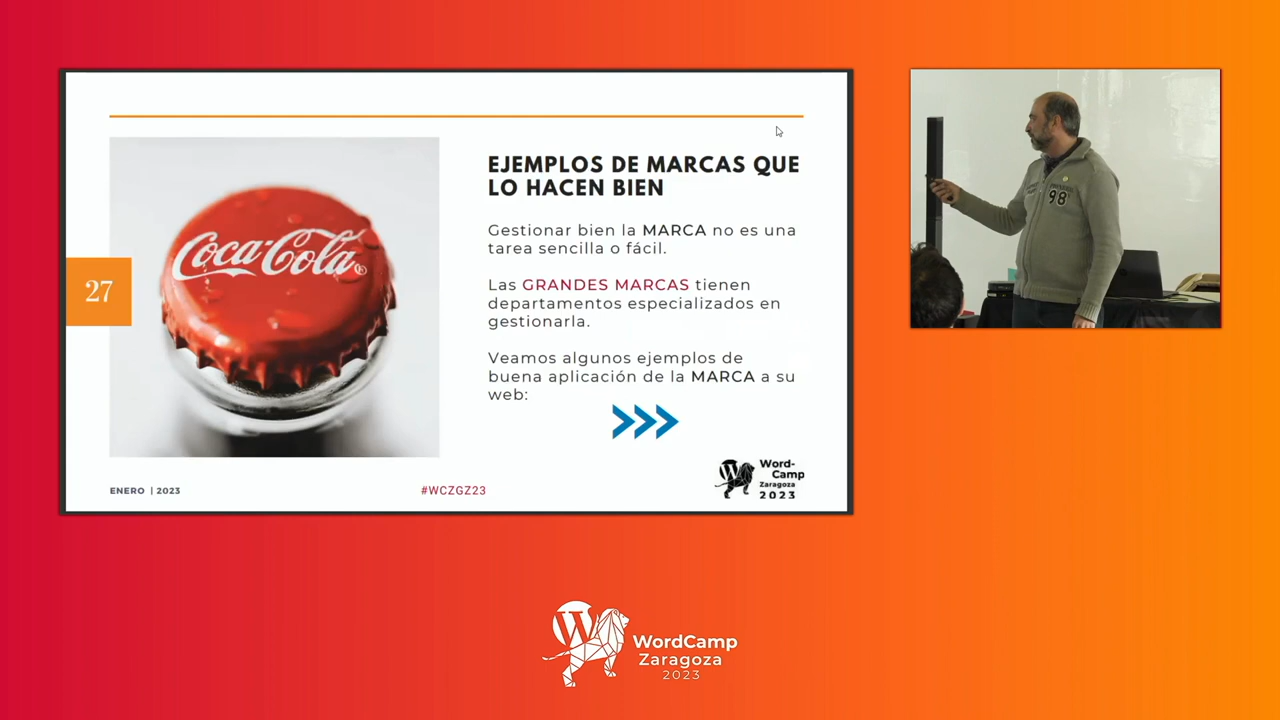 EJEMPLOS DE MARCAS QUE
LO HACEN BIEN
Gestionar bien la MARCA no es una
tarea sencilla o fácil.
Las GRANDES MARCAS tienen
departamentos especializados en
gestionarla.
Veamos algunos ejemplos de
buena aplicación de la MARCA a su
web:
Coca-Cola®
27
ENERO | 2023
#WCZGZ23
Word-
Camp
Zaragoza
2023
98
WordCamp
Zaragoza
2023